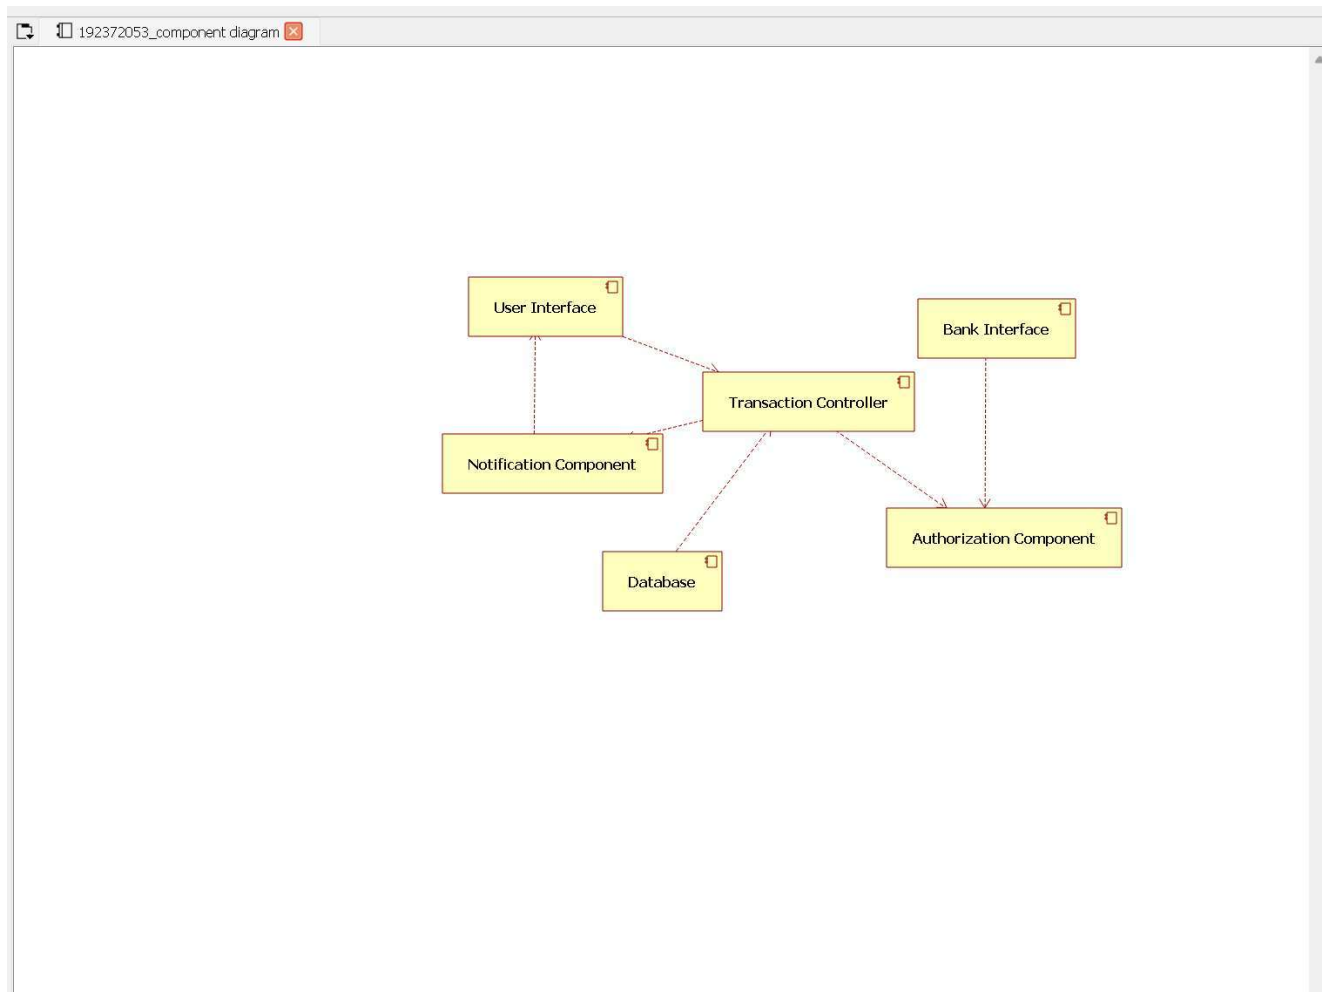 192372053_component diagram
User Interface
Bank Interface
Transaction Controller
Notification Component
Authorization Component
Database